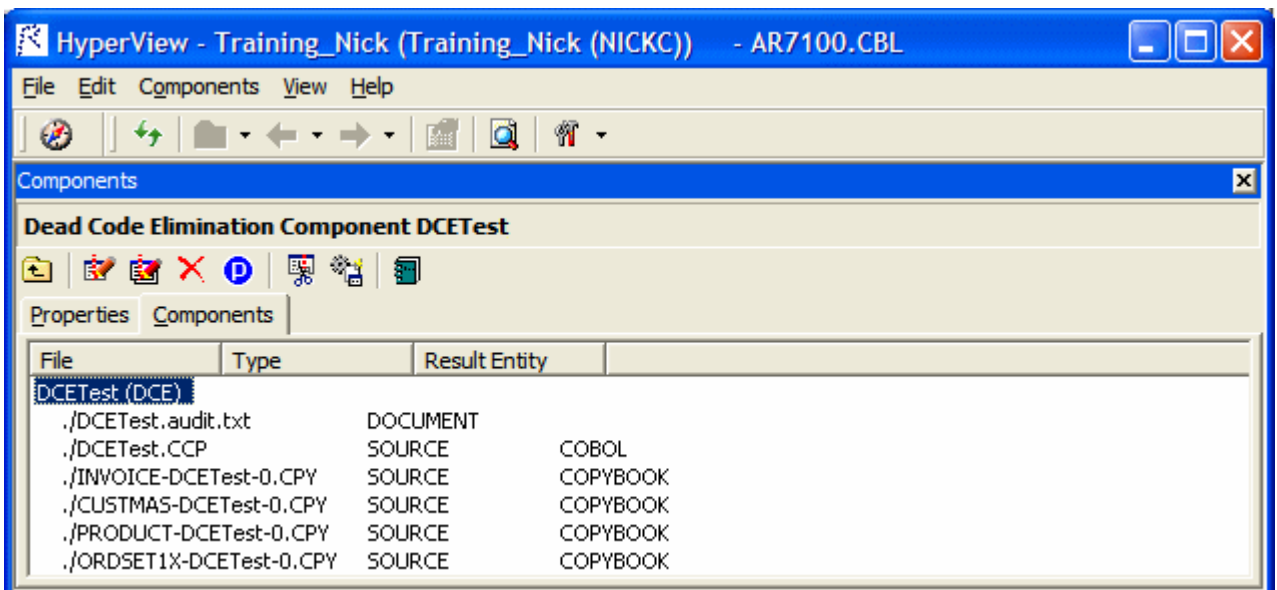 HyperView - Training_Nick (Training_Nick (NICKC)) - AR7100.CBL
File Edit Components View Help
Components
Dead Code Elimination Component DCETest
Properties Components
File Type Result Entity
DCETest (DCE)
./DCETest.audit.txt DOCUMENT
./DCETest.CCP SOURCE COBOL
./INVOICE-DCETest-0.CPY SOURCE COPYBOOK
./CUSTMAS-DCETest-0.CPY SOURCE COPYBOOK
./PRODUCT-DCETest-0.CPY SOURCE COPYBOOK
./ORDSET1X-DCETest-0.CPY SOURCE COPYBOOK